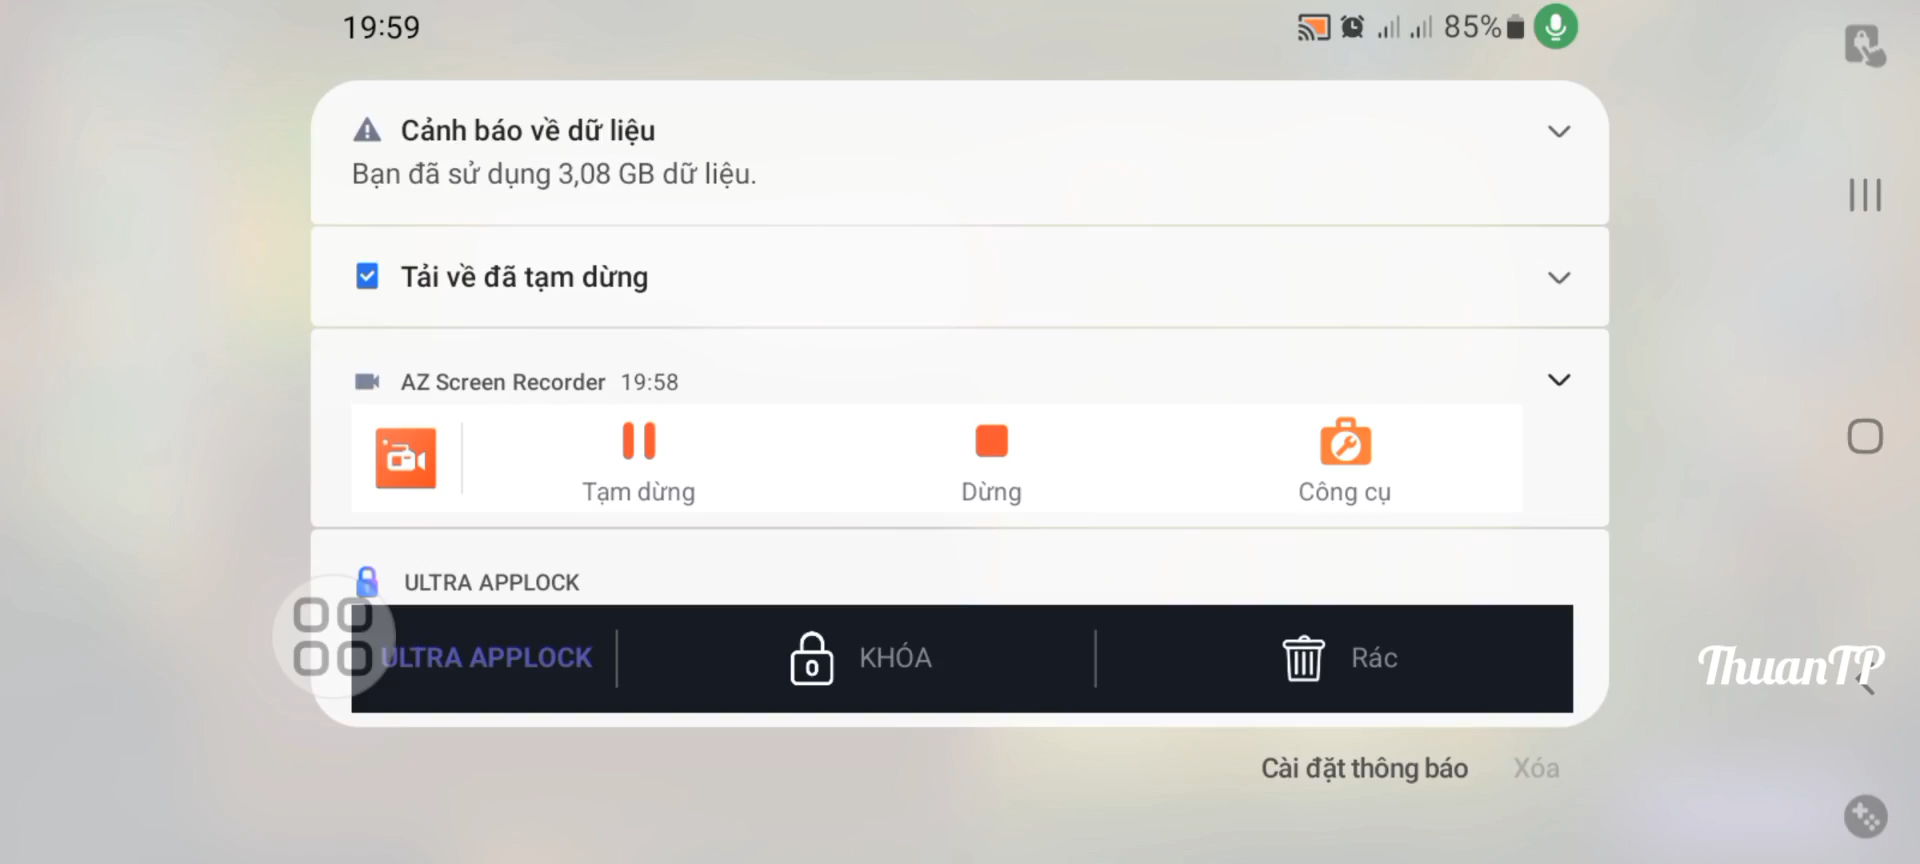 19:59
85%
Cảnh báo về dữ liệu
Bạn đã sử dụng 3,08 GB dữ liệu.
Tải về đã tạm dừng
AZ Screen Recorder 19:58
Tạm dừng
Dừng
Công cụ
ULTRA APPLOCK
ULTRA APPLOCK
KHÓA
Rác
ThuanTP
Cài đặt thông báo
Xóa